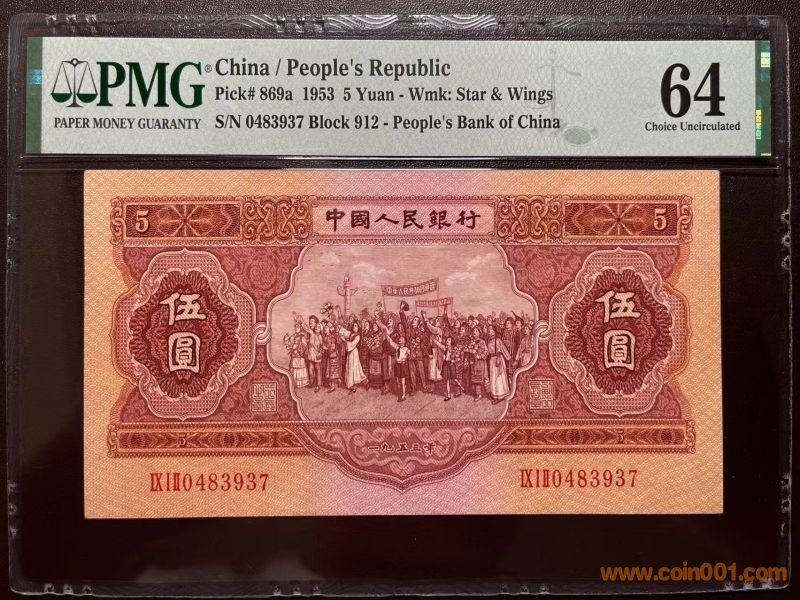 PMG®
PAPER MONEY GUARANTY
China / People's Republic
Pick# 869a 1953 5 Yuan - Wmk: Star & Wings
S/N 0483937 Block 912 - People's Bank of China
64
Choice Uncirculated
5
中國人民銀行
5
伍圓
伍圓
一九五三年
5
5
ⅨⅠⅡ0483937
ⅨⅠⅡ0483937
www.coin001.com